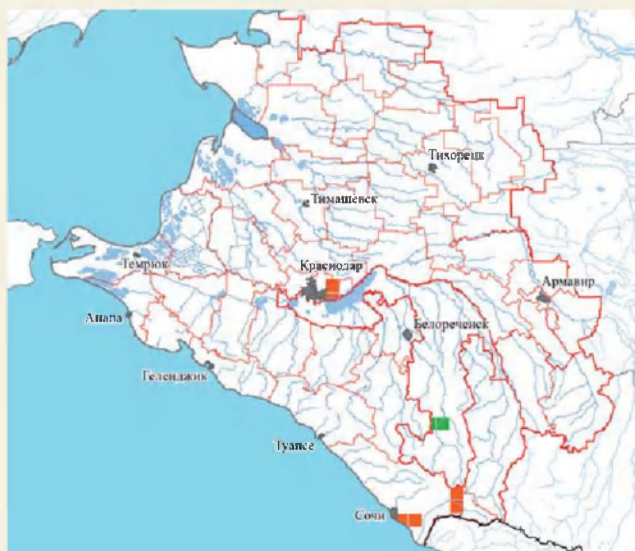 Тихорецк
Тимашевск
Темрюк
Краснодар
Армавир
Анапа
Белореченск
Геленджик
Туапсе
Сочи